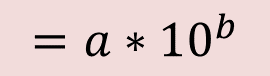 = a * 10^b